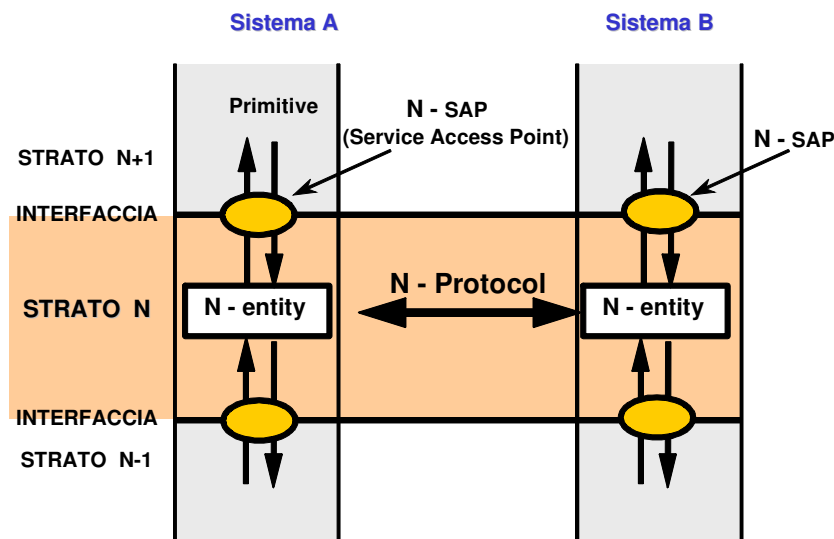 Sistema A
Sistema B
Primitive
N - SAP
(Service Access Point)
N - SAP
STRATO N+1
INTERFACCIA
STRATO N
N - entity
N - Protocol
N - entity
INTERFACCIA
STRATO N-1